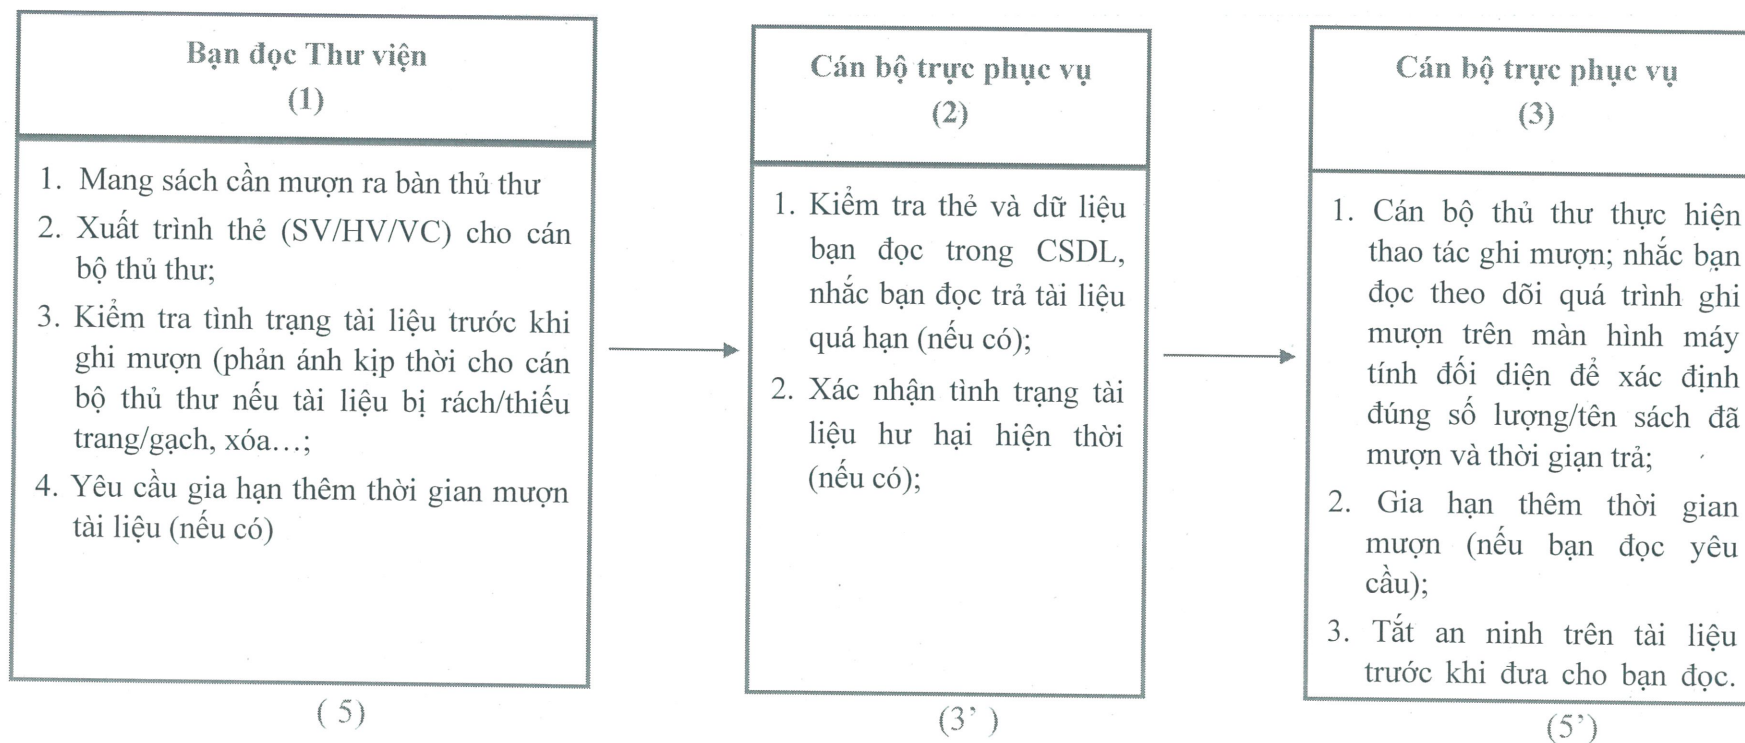 Bạn đọc Thư viện
(1)
1. Mang sách cần mượn ra bàn thủ thư
2. Xuất trình thẻ (SV/HV/VC) cho cán
bộ thủ thư;
3. Kiểm tra tình trạng tài liệu trước khi
ghi mượn (phản ánh kịp thời cho cán
bộ thủ thư nếu tài liệu bị rách/thiếu
trang/gạch, xóa…;
4. Yêu cầu gia hạn thêm thời gian mượn
tài liệu (nếu có)
( 5)
Cán bộ trực phục vụ
(2)
1. Kiểm tra thẻ và dữ liệu
bạn đọc trong CSDL,
nhắc bạn đọc trả tài liệu
quá hạn (nếu có);
2. Xác nhận tình trạng tài
liệu hư hại hiện thời
(nếu có);
(3’ )
Cán bộ trực phục vụ
(3)
1. Cán bộ thủ thư thực hiện
thao tác ghi mượn; nhắc bạn
đọc theo dõi quá trình ghi
mượn trên màn hình máy
tính đối diện để xác định
đúng số lượng/tên sách đã
mượn và thời gian trả;
2. Gia hạn thêm thời gian
mượn (nếu bạn đọc yêu
cầu);
3. Tắt an ninh trên tài liệu
trước khi đưa cho bạn đọc.
(5’)